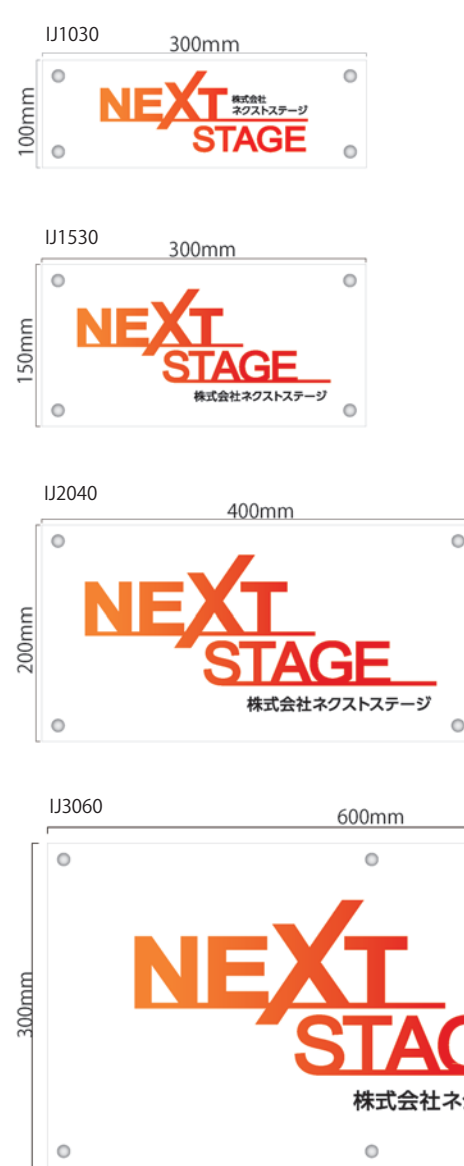 IJ1030
300mm
100mm
NEXT
株式会社
ネクストステージ
STAGE
IJ1530
300mm
150mm
NEXT
STAGE
株式会社ネクストステージ
IJ2040
400mm
200mm
NEXT
STAGE
株式会社ネクストステージ
IJ3060
600mm
300mm
NEXT
STAG
株式会社ネ